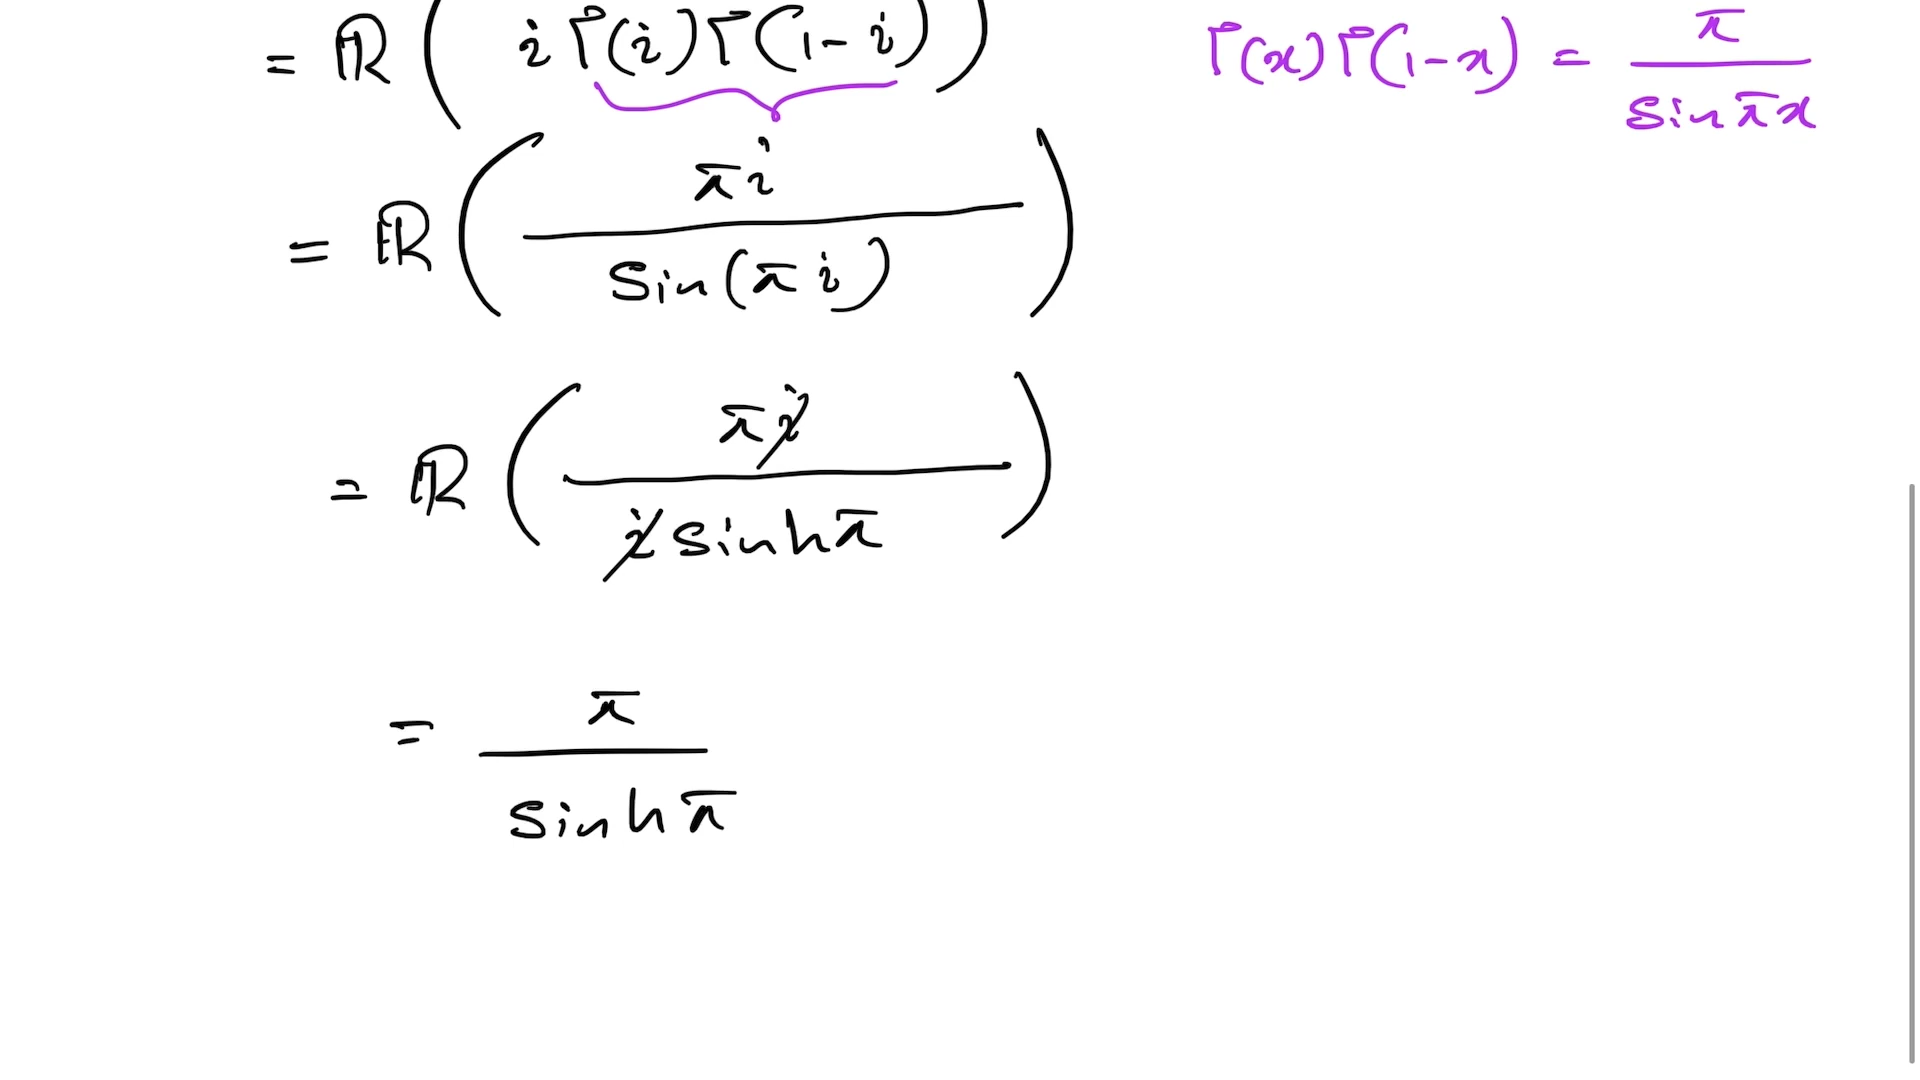 = ℝ ( i Γ(i) Γ(1-i) )
Γ(x) Γ(1-x) = π / sin πx
= ℝ ( πi / Sin(πi) )
= ℝ ( πi / i sinh π )
= π / sinh π